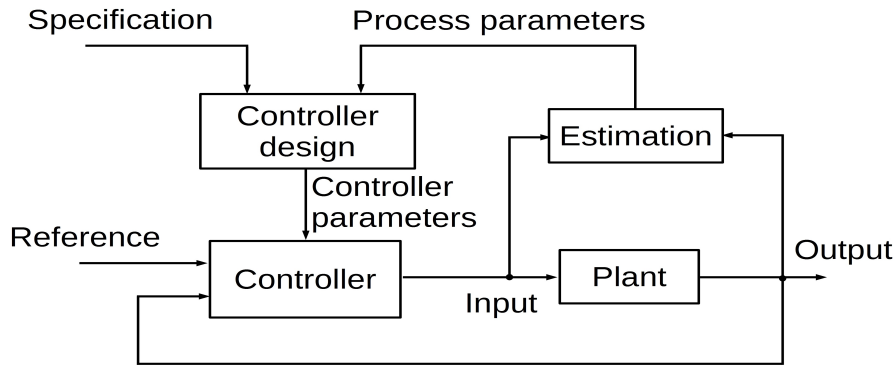 Specification
Process parameters
Controller
design
Estimation
Controller
parameters
Reference
Controller
Input
Plant
Output